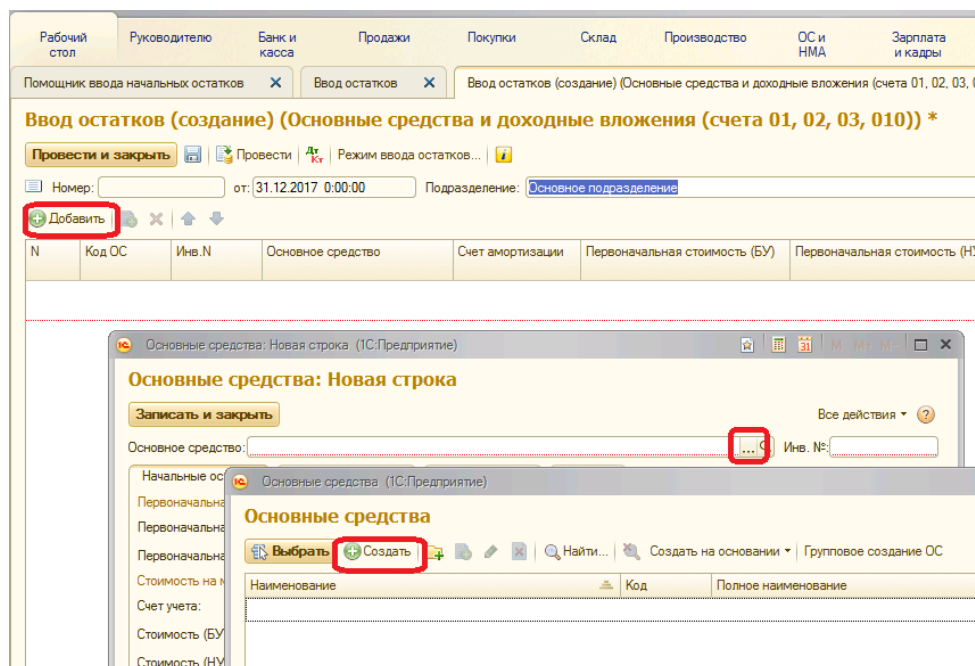 Рабочий стол Руководителю Банк и касса Продажи Покупки Склад Производство ОС и НМА Зарплата и кадры
Помощник ввода начальных остатков Ввод остатков Ввод остатков (создание) (Основные средства и доходные вложения (счета 01, 02, 03,
Ввод остатков (создание) (Основные средства и доходные вложения (счета 01, 02, 03, 010)) *
Провести и закрыть Провести Дт Кт Режим ввода остатков...
Номер: от: 31.12.2017 0:00:00 Подразделение: Основное подразделение
Добавить
N Код ОС Инв.N Основное средство Счет амортизации Первоначальная стоимость (БУ) Первоначальная стоимость (НУ
Основные средства: Новая строка (1С:Предприятие) 31 M M+ M-
Основные средства: Новая строка
Записать и закрыть Все действия ?
Основное средство: ... Инв. №:
Начальные ос
Основные средства (1С:Предприятие)
Первоначальна
Основные средства
Первоначальна
Выбрать Создать Найти... Создать на основании Групповое создание ОС
Первоначальна
Стоимость на м
Наименование Код Полное наименование
Счет учета:
Стоимость (БУ
Стоимость (НУ